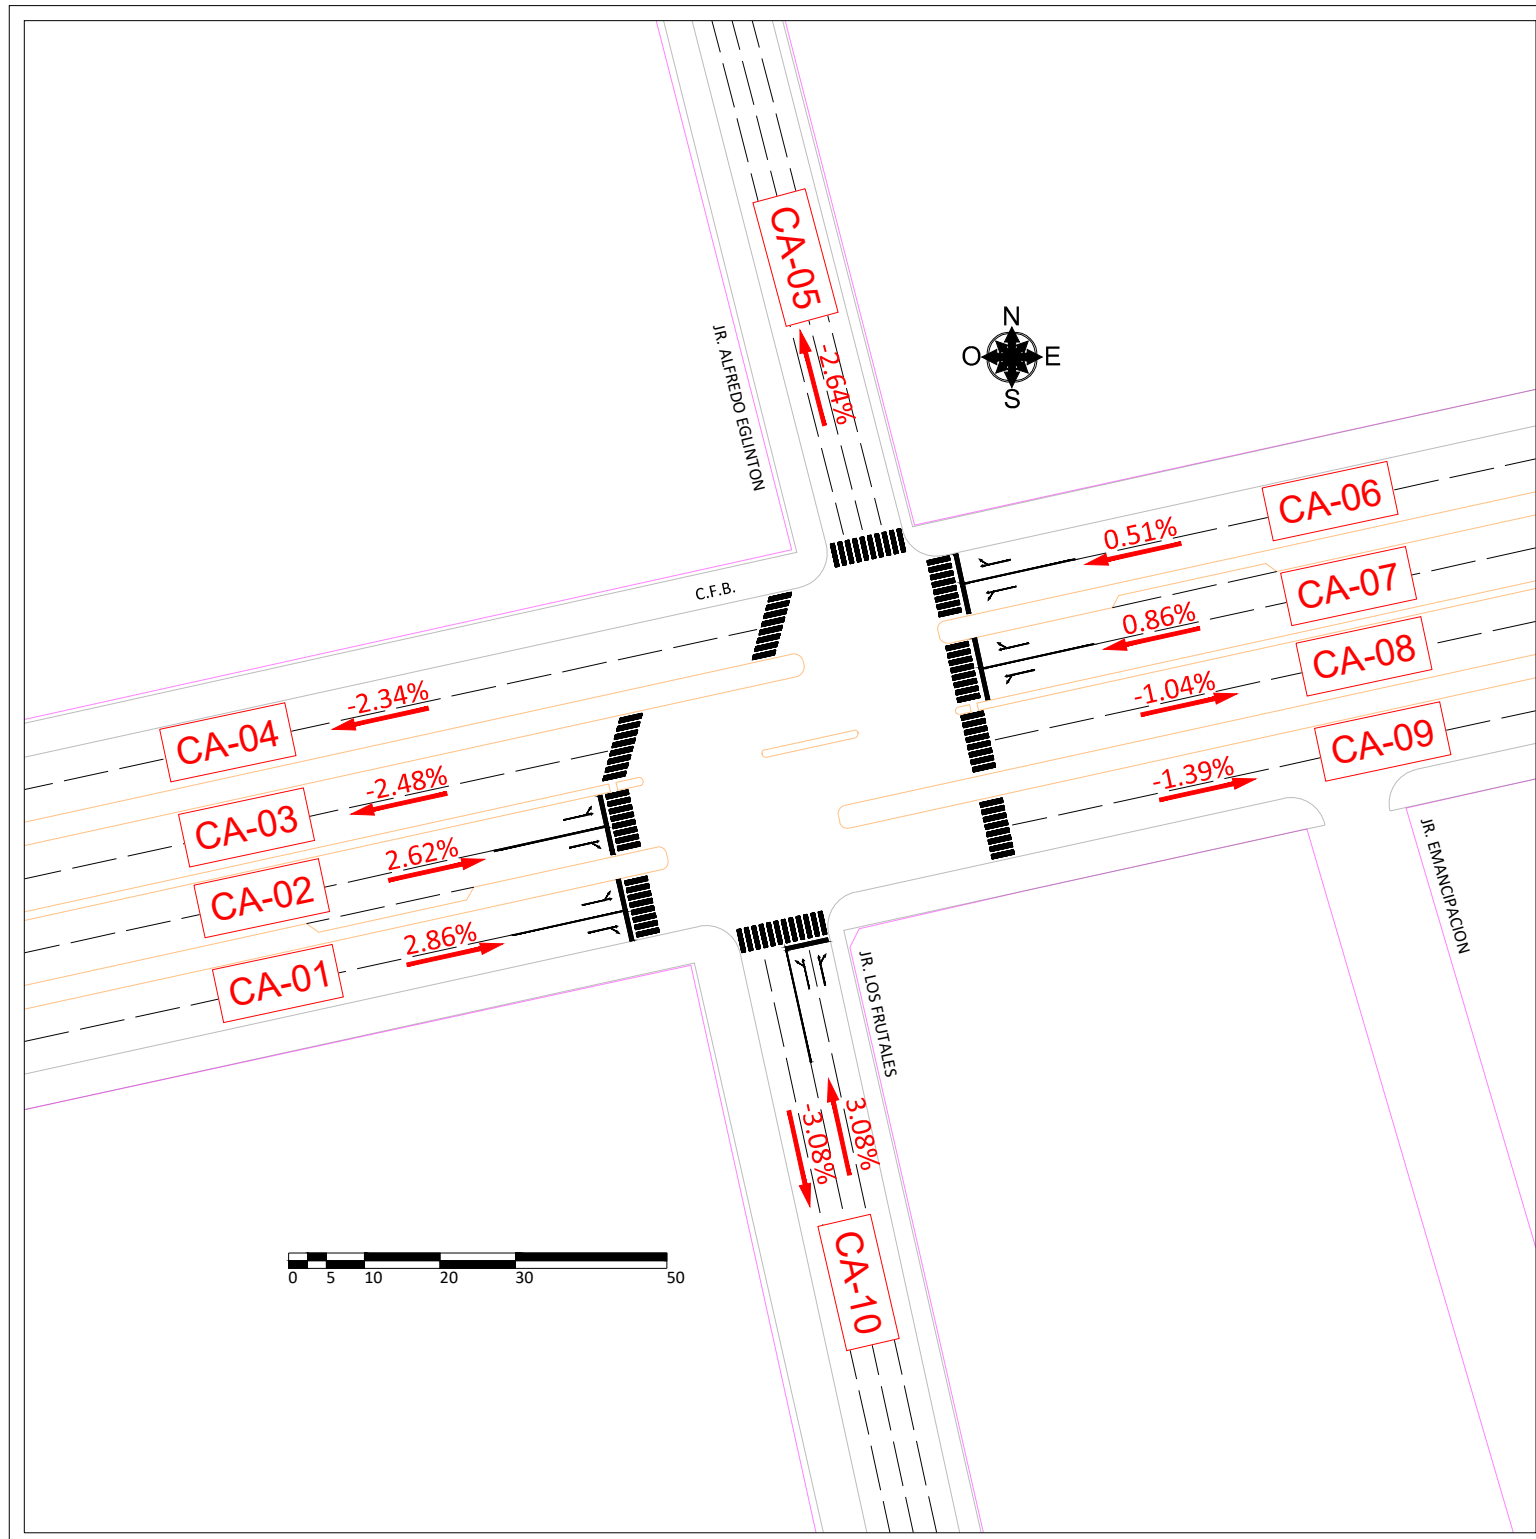 CA-05
-2.64%
JR. ALFREDO EGLINTON
N
O
E
S
CA-06
0.51%
CA-07
0.86%
C.F.B.
CA-08
-1.04%
-2.34%
CA-04
CA-09
-1.39%
-2.48%
CA-03
2.62%
CA-02
JR. EMANCIPACION
2.86%
CA-01
JR. LOS FRUTALES
-3.08%
3.08%
CA-10
0 5 10 20 30 50